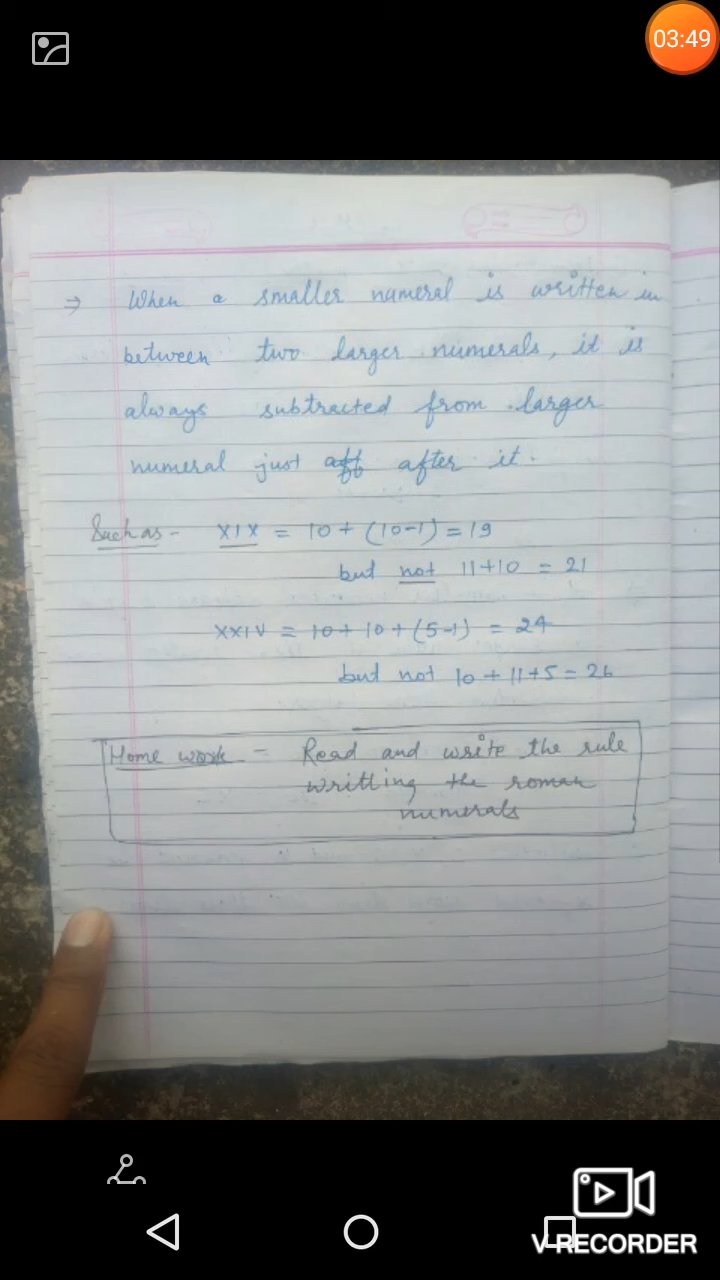 03:49
→ When a smaller numeral is written in
between two larger numerals, it is
always subtracted from larger
numeral just aff after it.
Such as - XIX = 10 + (10-1) = 19
but not 11+10 = 21
XXIV = 10 + 10 + (5-1) = 24
but not 10 + 11 + 5 = 26
Home work - Read and write the rule
writting the roman
numerals
V RECORDER